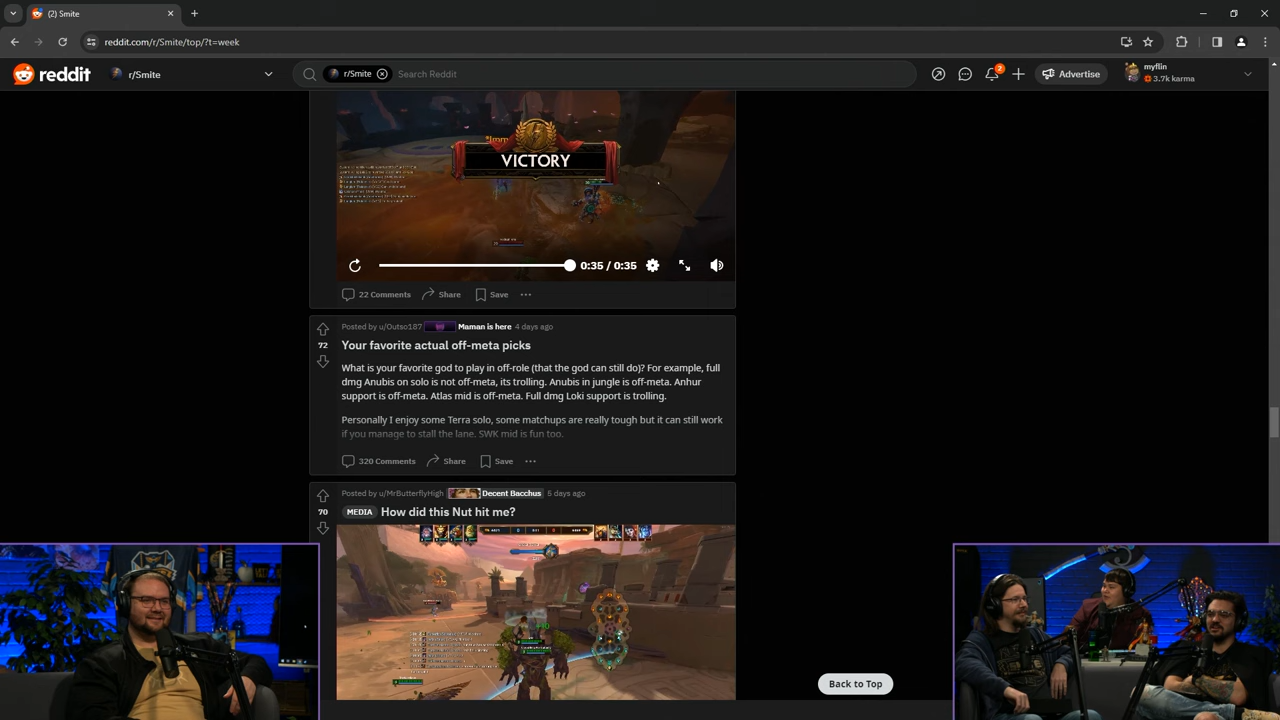 (2) Smite
reddit.com/r/Smite/top/?t=week
reddit
r/Smite
r/Smite
Search Reddit
2
Advertise
myflin
3.7k karma
VICTORY
0:35 / 0:35
22 Comments
Share
Save
72
Posted by u/Outso187 Maman is here 4 days ago
Your favorite actual off-meta picks
What is your favorite god to play in off-role (that the god can still do)? For example, full
dmg Anubis on solo is not off-meta, its trolling. Anubis in jungle is off-meta. Anhur
support is off-meta. Atlas mid is off-meta. Full dmg Loki support is trolling.
Personally I enjoy some Terra solo, some matchups are really tough but it can still work
if you manage to stall the lane. SWK mid is fun too.
320 Comments
Share
Save
70
Posted by u/MrButterflyHigh Decent Bacchus 5 days ago
MEDIA How did this Nut hit me?
Back to Top